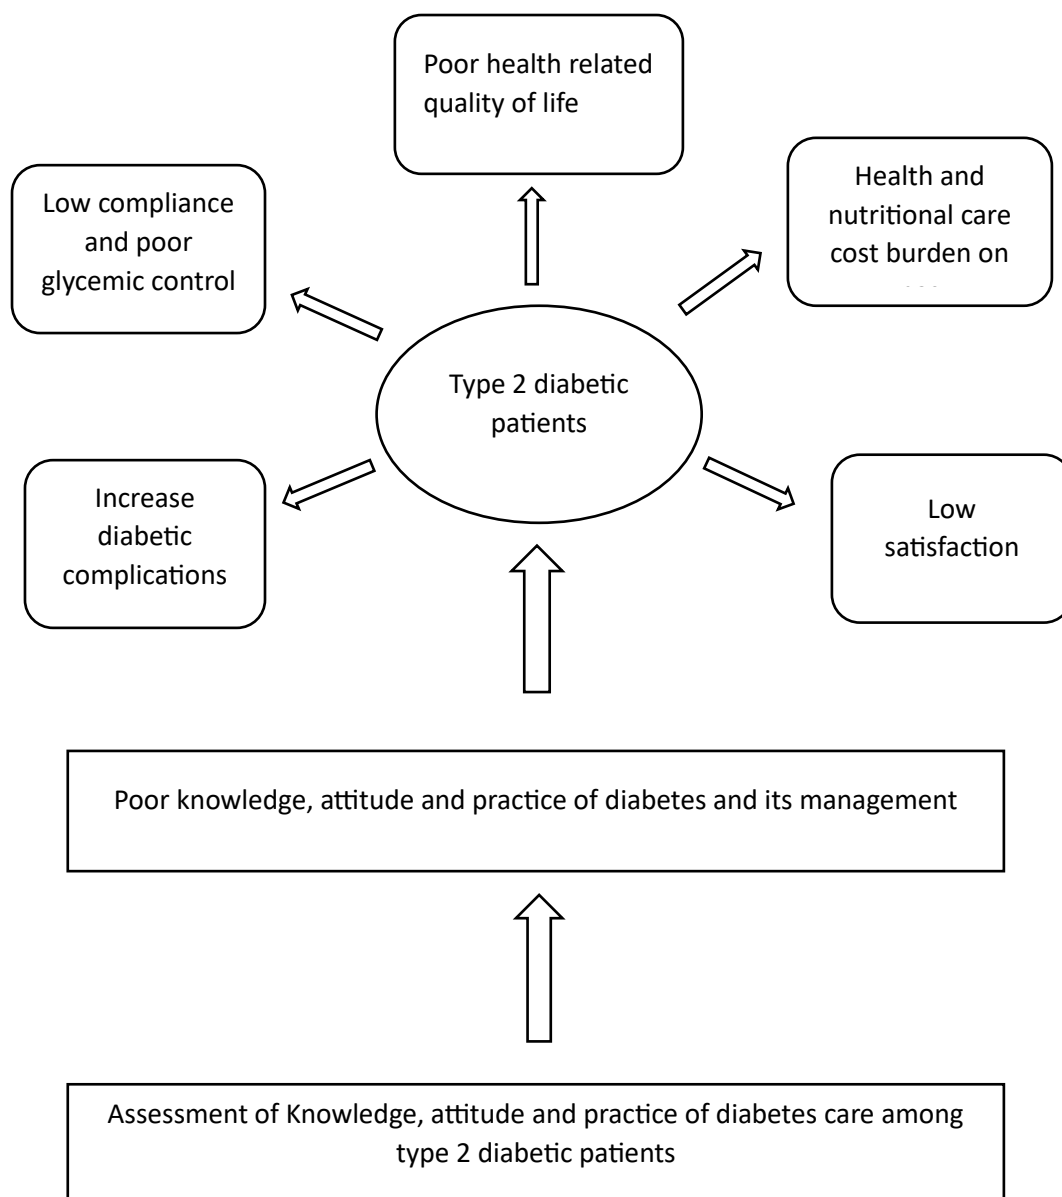 Poor health related
quality of life
Low compliance
and poor
glycemic control
Health and
nutritional care
cost burden on
Type 2 diabetic
patients
Increase
diabetic
complications
Low
satisfaction
Poor knowledge, attitude and practice of diabetes and its management
Assessment of Knowledge, attitude and practice of diabetes care among
type 2 diabetic patients